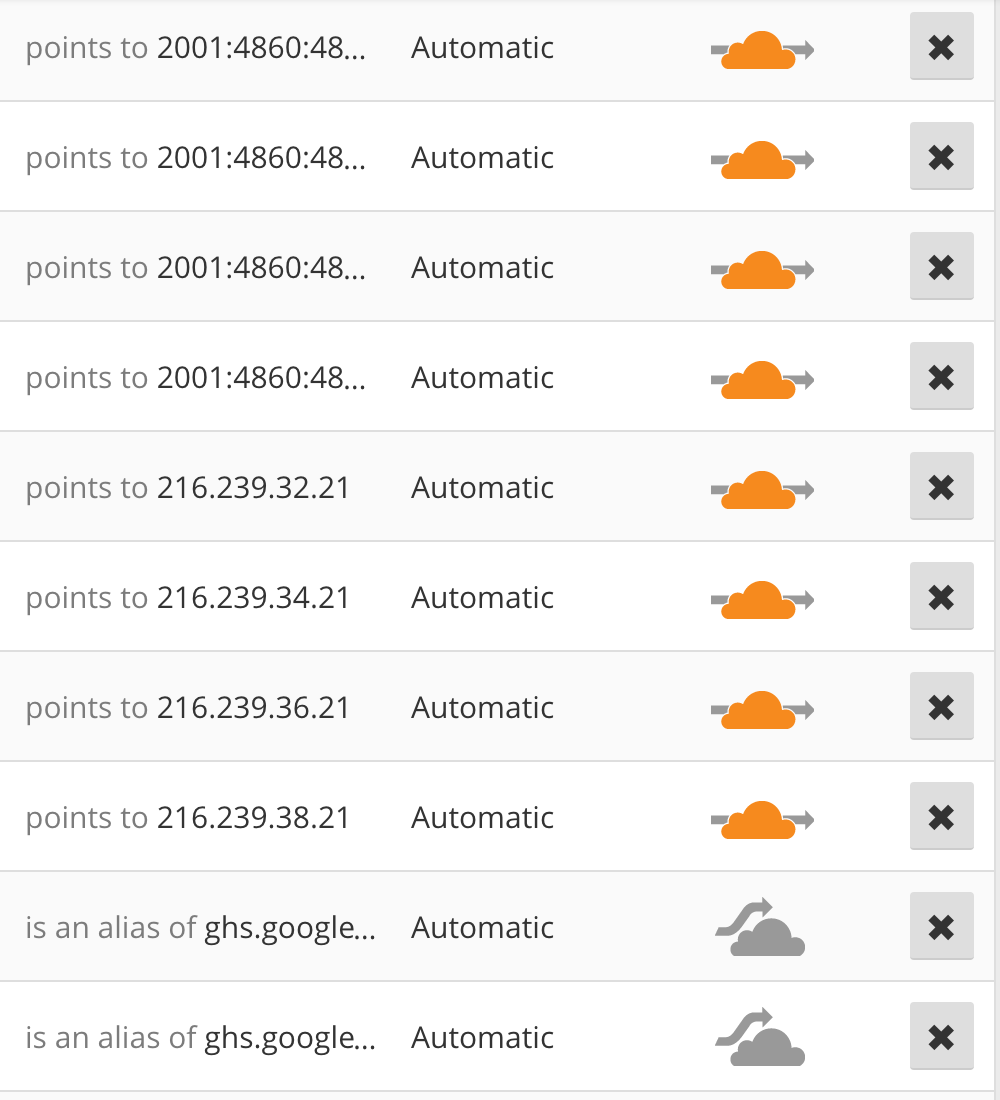 points to 2001:4860:48... Automatic
points to 2001:4860:48... Automatic
points to 2001:4860:48... Automatic
points to 2001:4860:48... Automatic
points to 216.239.32.21 Automatic
points to 216.239.34.21 Automatic
points to 216.239.36.21 Automatic
points to 216.239.38.21 Automatic
is an alias of ghs.google... Automatic
is an alias of ghs.google... Automatic